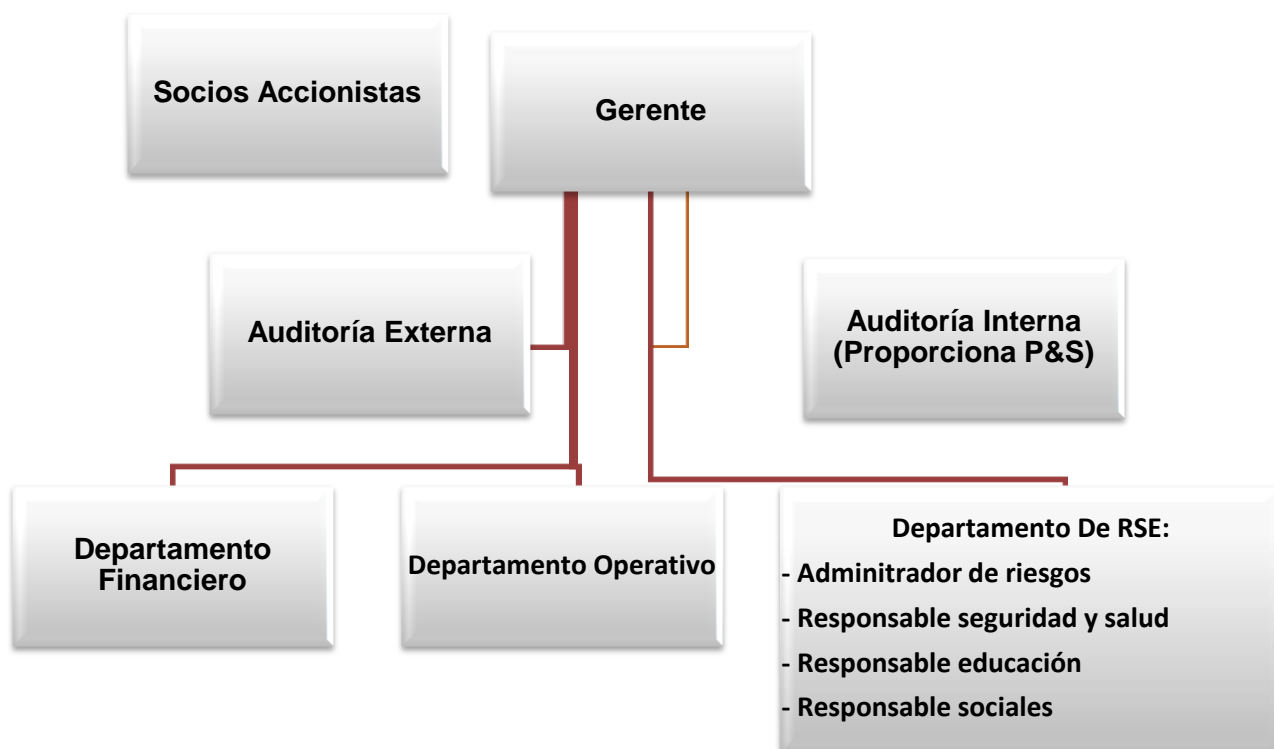 Socios Accionistas
Gerente
Auditoría Externa
Auditoría Interna
(Proporciona P&S)
Departamento
Financiero
Departamento Operativo
Departamento De RSE:
- Adminitrador de riesgos
- Responsable seguridad y salud
- Responsable educación
- Responsable sociales